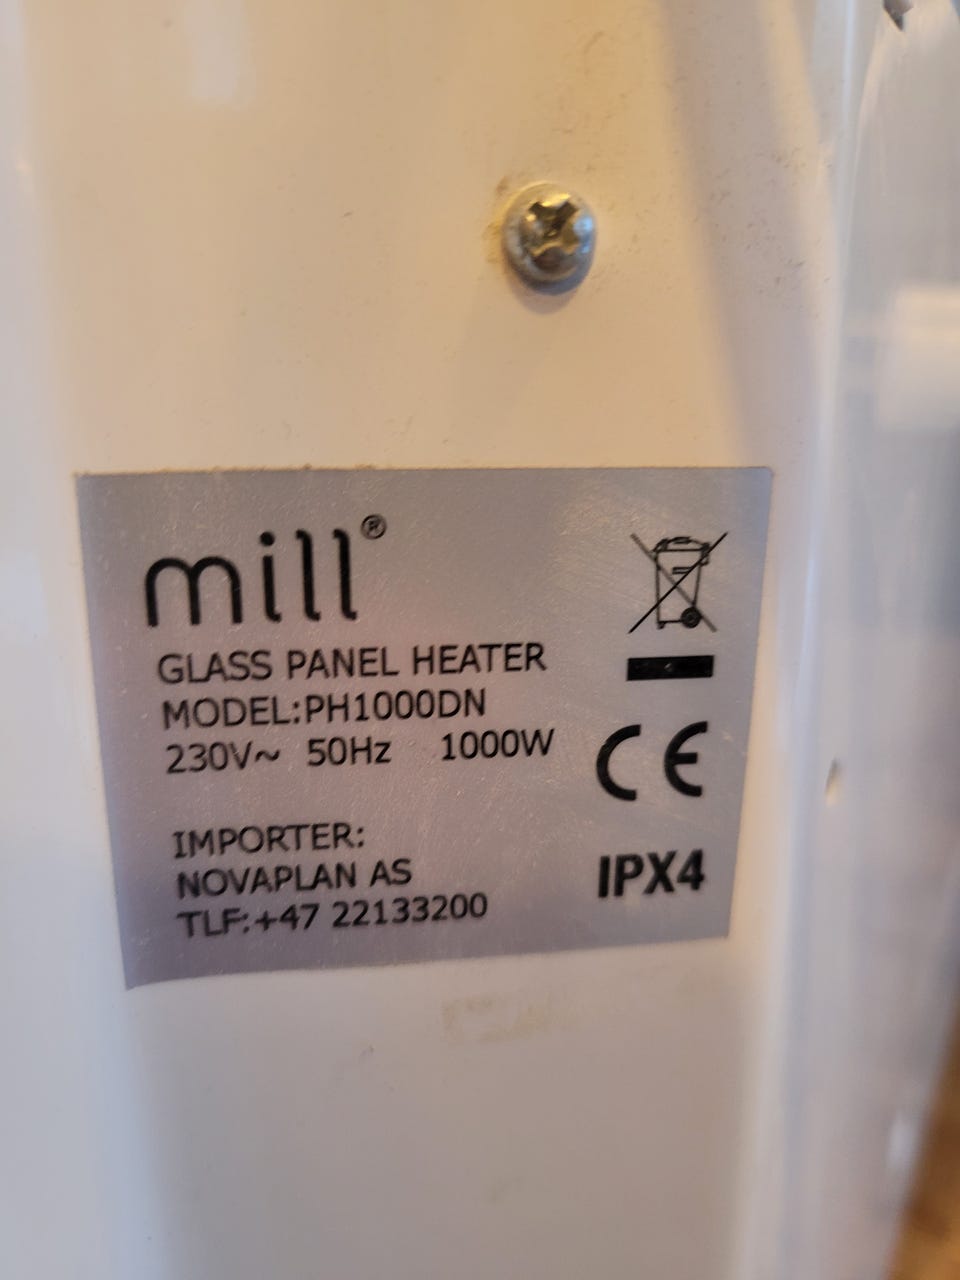 mill®
GLASS PANEL HEATER
MODEL:PH1000DN
230V~ 50Hz 1000W
CE
IMPORTER:
NOVAPLAN AS
TLF:+47 22133200
IPX4